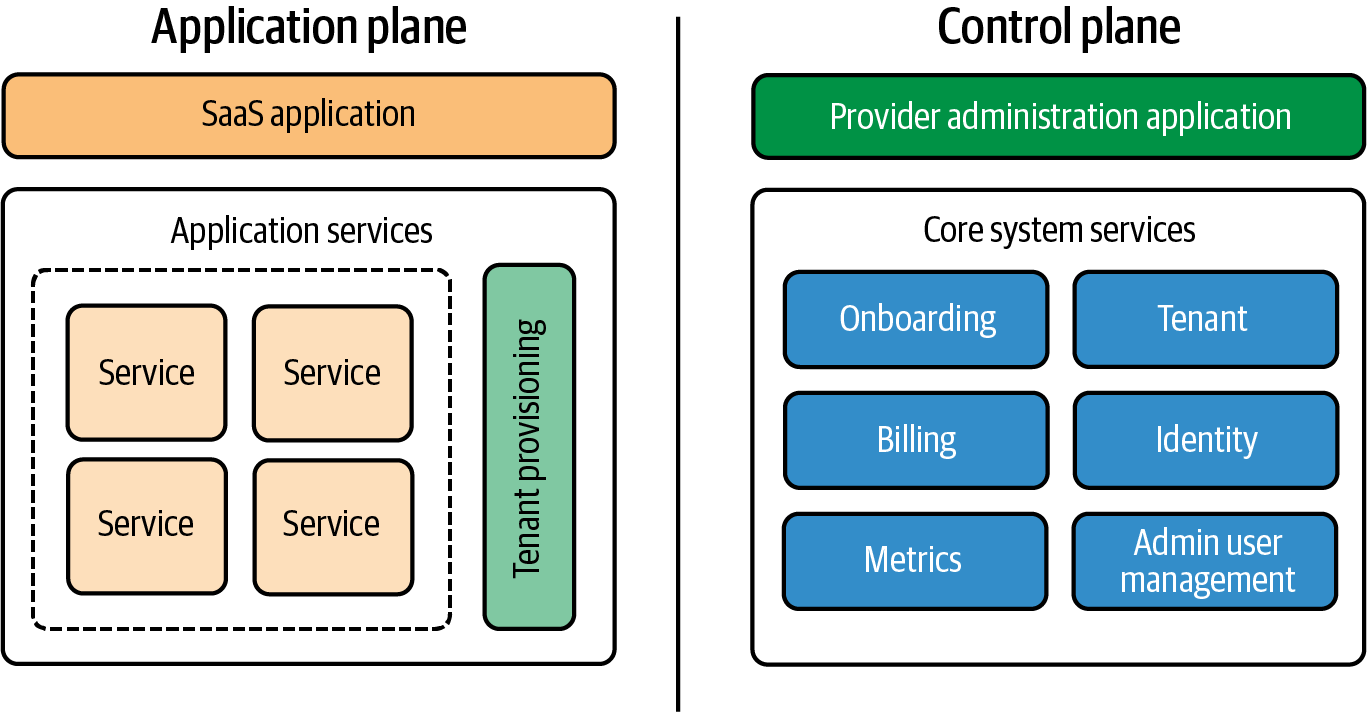 Application plane
SaaS application
Application services
Service
Service
Service
Service
Tenant provisioning
Control plane
Provider administration application
Core system services
Onboarding
Tenant
Billing
Identity
Metrics
Admin user
management